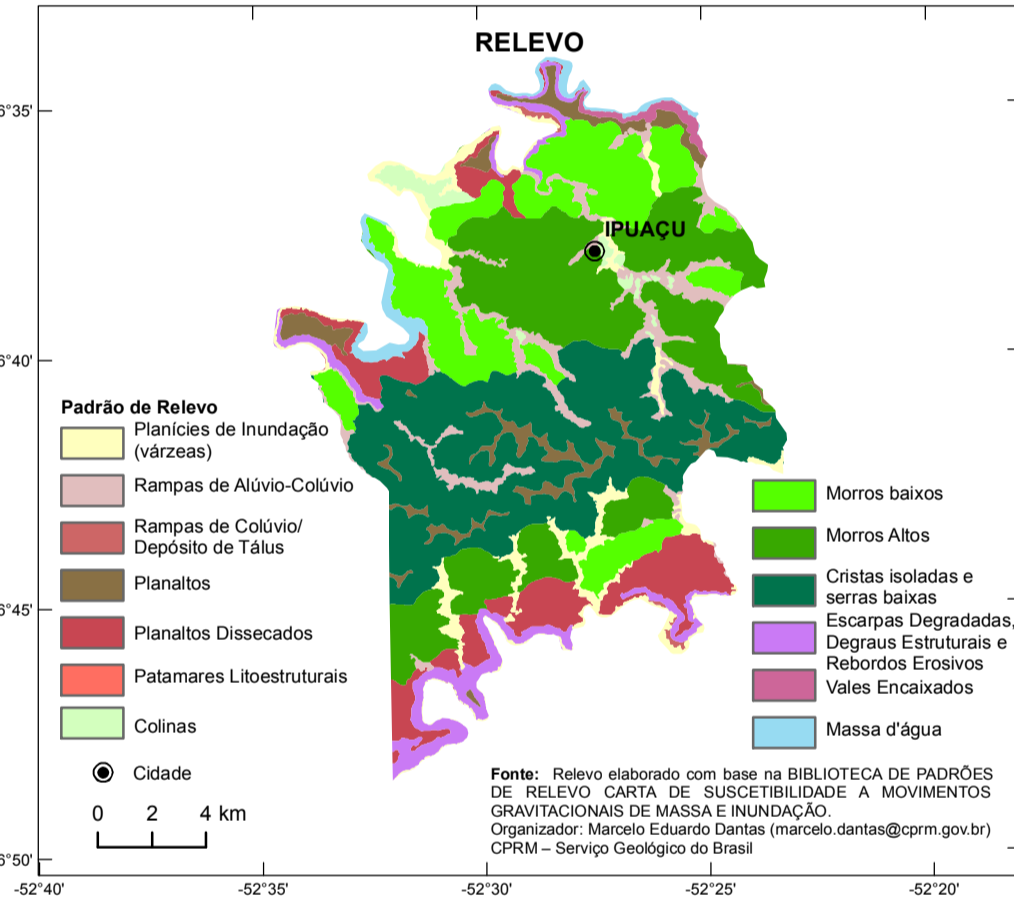 RELEVO
6°35'
IPUAÇU
6°40'
Padrão de Relevo
Planícies de Inundação
(várzeas)
Rampas de Alúvio-Colúvio
Rampas de Colúvio/
Depósito de Tálus
Planaltos
Planaltos Dissecados
Patamares Litoestruturais
Colinas
Cidade
0 2 4 km
Morros baixos
Morros Altos
Cristas isoladas e
serras baixas
Escarpas Degradadas,
Degraus Estruturais e
Rebordos Erosivos
Vales Encaixados
Massa d'água
6°45'
Fonte: Relevo elaborado com base na BIBLIOTECA DE PADRÕES
DE RELEVO CARTA DE SUSCETIBILIDADE A MOVIMENTOS
GRAVITACIONAIS DE MASSA E INUNDAÇÃO.
Organizador: Marcelo Eduardo Dantas (marcelo.dantas@cprm.gov.br)
CPRM – Serviço Geológico do Brasil
6°50'
-52°40' -52°35' -52°30' -52°25' -52°20'